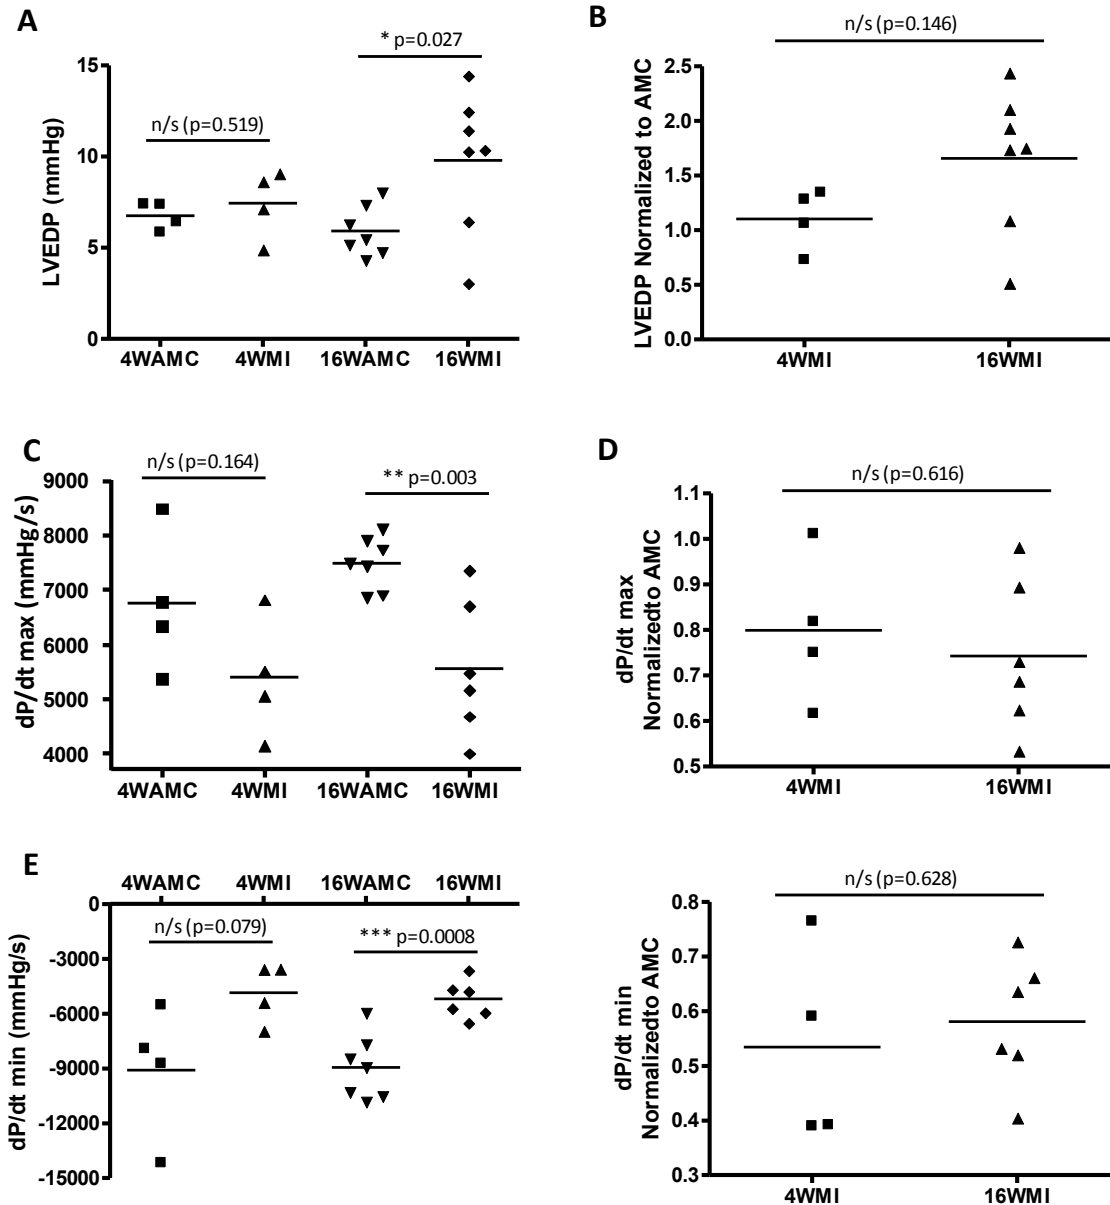 A
* p=0.027
n/s (p=0.519)
LVEDP (mmHg)
15
10
5
0
4WAMC 4WMI 16WAMC 16WMI
B
n/s (p=0.146)
LVEDP Normalized to AMC
2.5
2.0
1.5
1.0
0.5
0.0
4WMI 16WMI
C
n/s (p=0.164)
** p=0.003
dP/dt max (mmHg/s)
9000
8000
7000
6000
5000
4000
4WAMC 4WMI 16WAMC 16WMI
D
n/s (p=0.616)
dP/dt max
Normalizedto AMC
1.1
1.0
0.9
0.8
0.7
0.6
0.5
4WMI 16WMI
E
4WAMC 4WMI 16WAMC 16WMI
n/s (p=0.079)
*** p=0.0008
dP/dt min (mmHg/s)
0
-3000
-6000
-9000
-12000
-15000
n/s (p=0.628)
dP/dt min
Normalizedto AMC
0.8
0.7
0.6
0.5
0.4
0.3
4WMI 16WMI